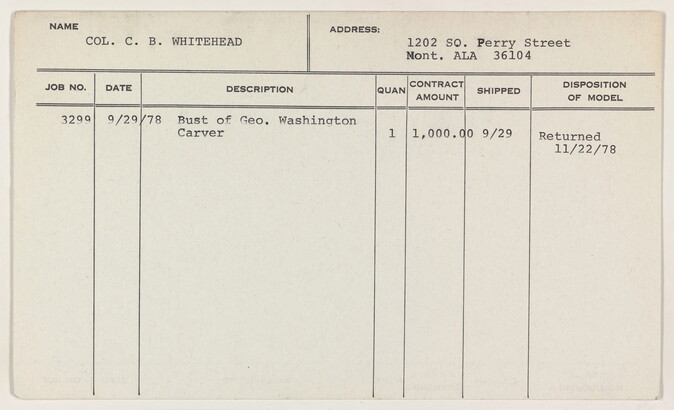 NAME
COL. C. B. WHITEHEAD
ADDRESS:
1202 SO. Perry Street
Mont. ALA 36104
JOB NO. DATE DESCRIPTION QUAN CONTRACT AMOUNT SHIPPED DISPOSITION OF MODEL
3299 9/29/78 Bust of Geo. Washington
Carver 1 1,000.00 9/29 Returned
11/22/78